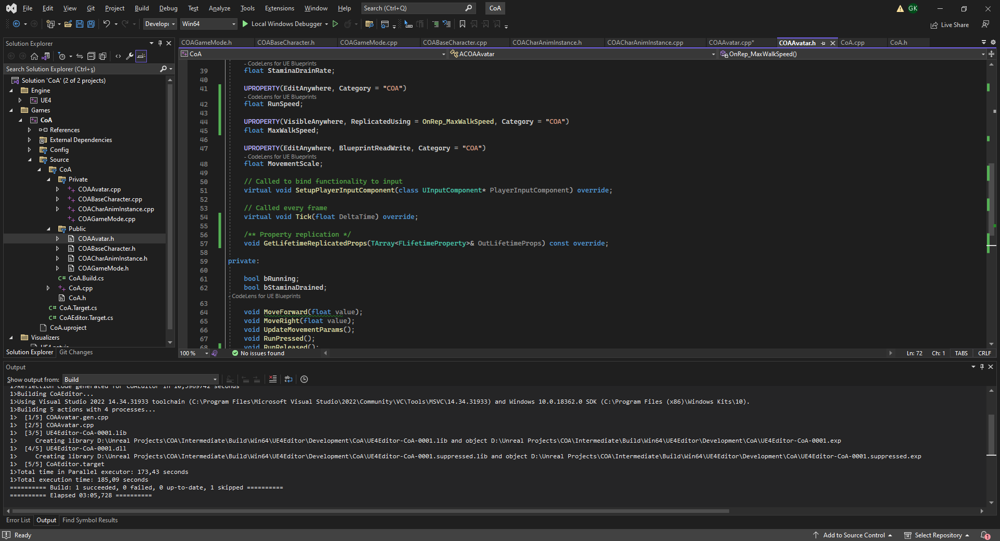 File Edit View Git Project Build Debug Test Analyze Tools Extensions Window Help Search (Ctrl+Q) CoA GK
Developı Win64 Local Windows Debugger Live Share
Solution Explorer
Search Solution Explorer (Ctrl+ş)
Solution 'CoA' (2 of 2 projects)
Engine
UE4
Games
CoA
References
External Dependencies
Config
Source
CoA
Private
COAAvatar.cpp
COABaseCharacter.cpp
COACharAnimInstance.cpp
COAGameMode.cpp
Public
COAAvatar.h
COABaseCharacter.h
COACharAnimInstance.h
COAGameMode.h
C# CoA.Build.cs
CoA.cpp
CoA.h
C# CoA.Target.cs
C# CoAEditor.Target.cs
CoA.uproject
Visualizers
UE4.natvis
Solution Explorer Git Changes
COAGameMode.h COABaseCharacter.h COAGameMode.cpp COABaseCharacter.cpp COACharAnimInstance.h COACharAnimInstance.cpp COAAvatar.cpp* COAAvatar.h CoA.cpp CoA.h
CoA ACOAAvatar OnRep_MaxWalkSpeed()
- CodeLens for UE Blueprints
39 float StaminaDrainRate;
40
41 UPROPERTY(EditAnywhere, Category = "COA")
- CodeLens for UE Blueprints
42 float RunSpeed;
43
44 UPROPERTY(VisibleAnywhere, ReplicatedUsing = OnRep_MaxWalkSpeed, Category = "COA")
45 float MaxWalkSpeed;
46
47 UPROPERTY(EditAnywhere, BlueprintReadWrite, Category = "COA")
- CodeLens for UE Blueprints
48 float MovementScale;
49
50 // Called to bind functionality to input
51 virtual void SetupPlayerInputComponent(class UInputComponent* PlayerInputComponent) override;
52
53 // Called every frame
54 virtual void Tick(float DeltaTime) override;
55
56 /** Property replication */
57 void GetLifetimeReplicatedProps(TArray<FLifetimeProperty>& OutLifetimeProps) const override;
58
59 private:
60
61 bool bRunning;
62 bool bStaminaDrained;
- CodeLens for UE Blueprints
63
64 void MoveForward(float value);
65 void MoveRight(float value);
66 void UpdateMovementParams();
67 void RunPressed();
68 void RunReleased();
100 % No issues found Ln: 72 Ch: 1 TABS CRLF
Output
Show output from: Build
1>Reflection code generated for CoAEditor in 10,5969742 seconds
1>Building CoAEditor...
1>Using Visual Studio 2022 14.34.31933 toolchain (C:\Program Files\Microsoft Visual Studio\2022\Community\VC\Tools\MSVC\14.34.31933) and Windows 10.0.18362.0 SDK (C:\Program Files (x86)\Windows Kits\10).
1>Building 5 actions with 4 processes...
1> [1/5] COAAvatar.gen.cpp
1> [2/5] COAAvatar.cpp
1> [3/5] UE4Editor-CoA-0001.lib
1> Creating library D:\Unreal Projects\COA\Intermediate\Build\Win64\UE4Editor\Development\CoA\UE4Editor-CoA-0001.lib and object D:\Unreal Projects\COA\Intermediate\Build\Win64\UE4Editor\Development\CoA\UE4Editor-CoA-0001.exp
1> [4/5] UE4Editor-CoA-0001.dll
1> Creating library D:\Unreal Projects\COA\Intermediate\Build\Win64\UE4Editor\Development\CoA\UE4Editor-CoA-0001.suppressed.lib and object D:\Unreal Projects\COA\Intermediate\Build\Win64\UE4Editor\Development\CoA\UE4Editor-CoA-0001.suppressed.exp
1> [5/5] CoAEditor.target
1>Total time in Parallel executor: 173,43 seconds
1>Total execution time: 185,09 seconds
========== Build: 1 succeeded, 0 failed, 0 up-to-date, 1 skipped ==========
========== Elapsed 03:05,728 ==========
Error List Output Find Symbol Results
Ready Add to Source Control Select Repository 1